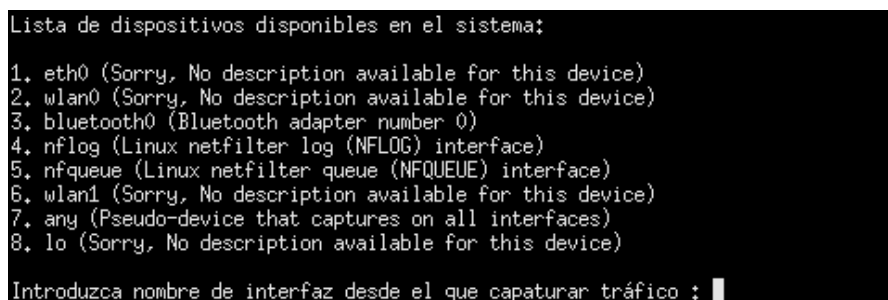 Lista de dispositivos disponibles en el sistema:
1. eth0 (Sorry, No description available for this device)
2. wlan0 (Sorry, No description available for this device)
3. bluetooth0 (Bluetooth adapter number 0)
4. nflog (Linux netfilter log (NFLOG) interface)
5. nfqueue (Linux netfilter queue (NFQUEUE) interface)
6. wlan1 (Sorry, No description available for this device)
7. any (Pseudo-device that captures on all interfaces)
8. lo (Sorry, No description available for this device)
Introduzca nombre de interfaz desde el que capaturar tráfico :